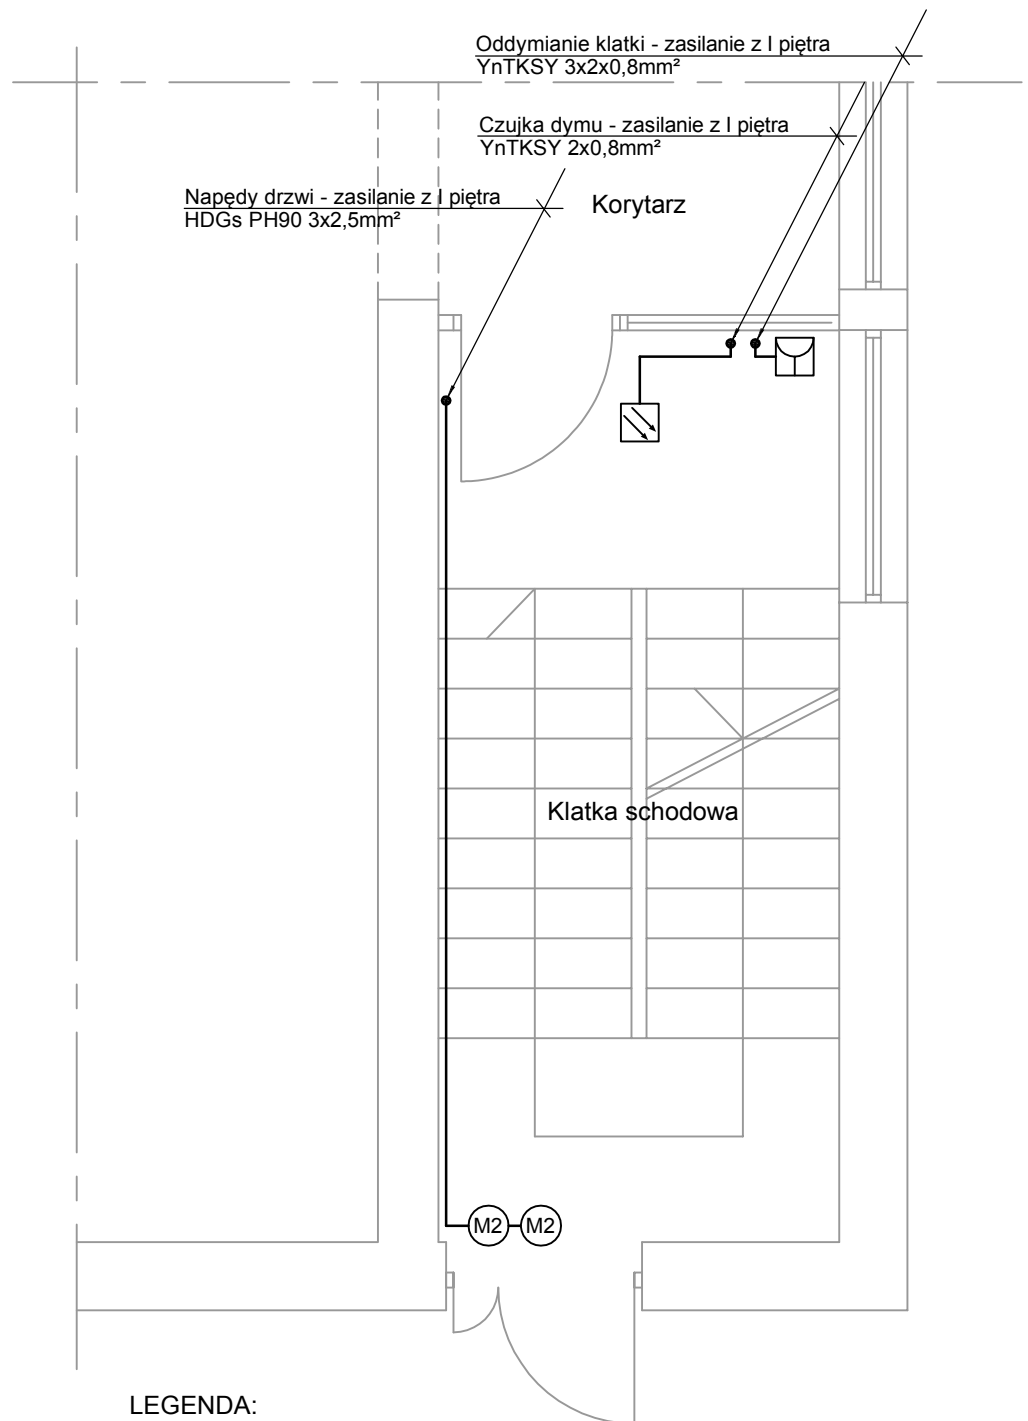 Oddymianie klatki - zasilanie z I piętra
YnTKSY 3x2x0,8mm²
Czujka dymu - zasilanie z I piętra
YnTKSY 2x0,8mm²
Napędy drzwi - zasilanie z I piętra
HDGs PH90 3x2,5mm²
Korytarz
Klatka schodowa
M2 M2
LEGENDA: